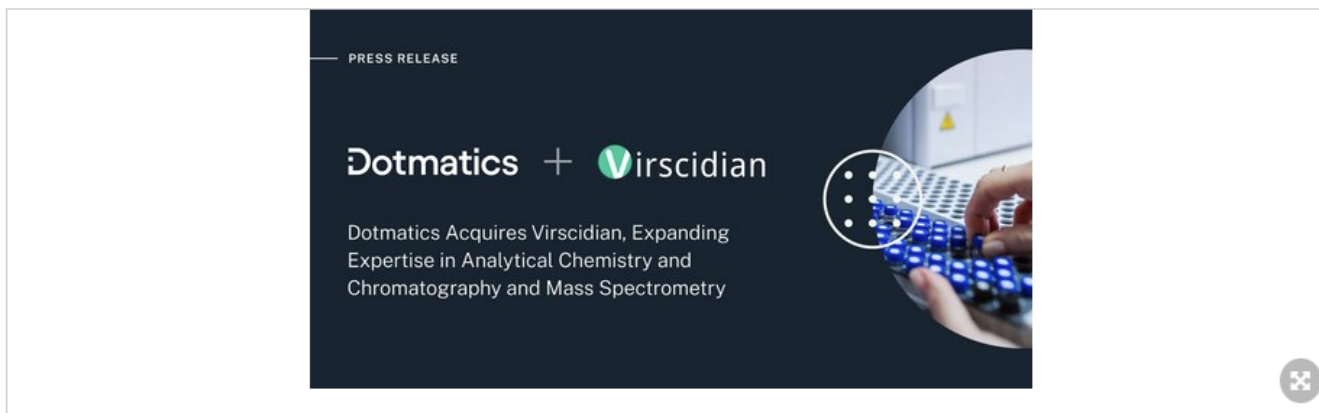 PRESS RELEASE
Dotmatics + Virscidian
Dotmatics Acquires Virscidian, Expanding
Expertise in Analytical Chemistry and
Chromatography and Mass Spectrometry